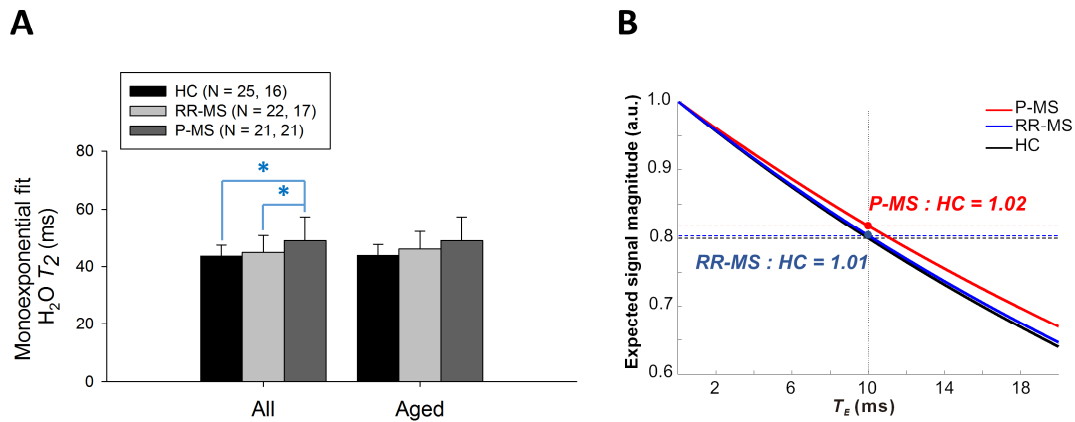 A
HC (N = 25, 16)
RR-MS (N = 22, 17)
P-MS (N = 21, 21)
Monoexponential fit
H2O T2 (ms)
80
60
40
20
0
*
*
All
Aged
B
Expected signal magnitude (a.u.)
1.0
0.9
0.8
0.7
0.6
P-MS
RR-MS
HC
P-MS : HC = 1.02
RR-MS : HC = 1.01
2
6
10
14
18
TE (ms)